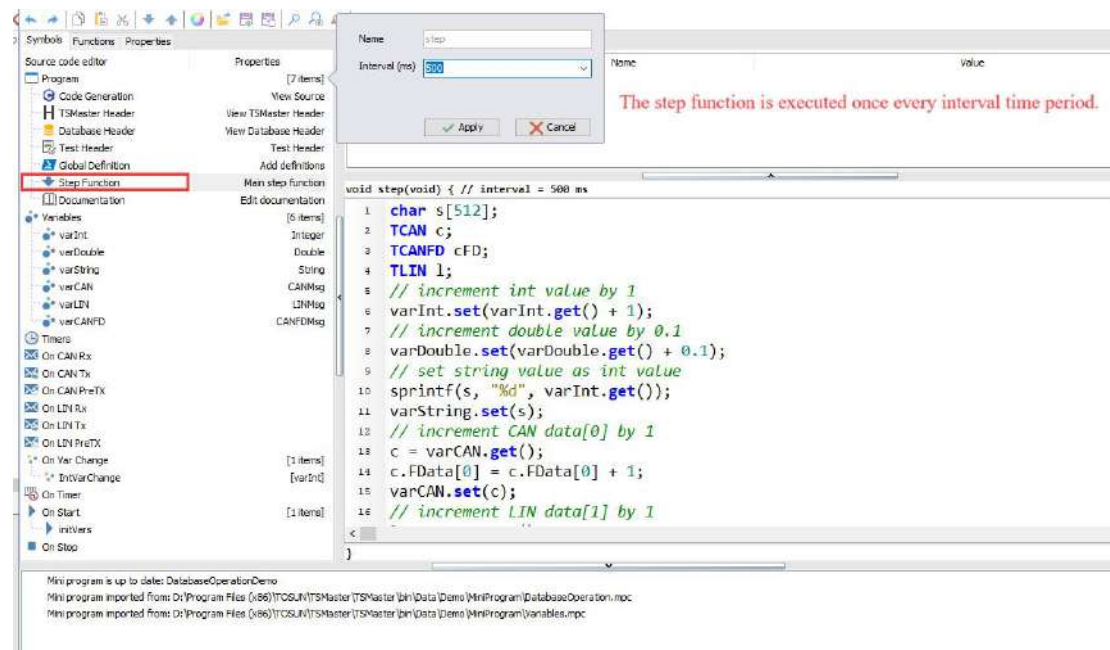 Symbols Functions Properties
Source code editor Properties
Program [7 items]
Code Generation View Source
TSMaster Header View TSMaster Header
Database Header View Database Header
Test Header Test Header
Global Definition Add definitions
Step Function Main step function
Documentation Edit documentation
Variables [6 items]
varInt Integer
varDouble Double
varString String
varCAN CANMsg
varLIN LINMsg
varCANFD CANFDMsg
Timers
On CAN Rx
On CAN Tx
On CAN PreTX
On LIN Rx
On LIN Tx
On LIN PreTX
On Var Change [1 items]
IntVarChange [varInt]
On Timer
On Start [1 items]
initVars
On Stop
Name step
Interval (ms) 500
Apply Cancel
Name Value
The step function is executed once every interval time period.
void step(void) { // interval = 500 ms
1 char s[512];
2 TCAN c;
3 TCANFD cFD;
4 TLIN l;
5 // increment int value by 1
6 varInt.set(varInt.get() + 1);
7 // increment double value by 0.1
8 varDouble.set(varDouble.get() + 0.1);
9 // set string value as int value
10 sprintf(s, "%d", varInt.get());
11 varString.set(s);
12 // increment CAN data[0] by 1
13 c = varCAN.get();
14 c.FData[0] = c.FData[0] + 1;
15 varCAN.set(c);
16 // increment LIN data[1] by 1
}
Mini program is up to date: DatabaseOperationDemo
Mini program imported from: D:\Program Files (x86)\TOSUN\TSMaster\TSMaster\bin\Data\Demo\MiniProgram\DatabaseOperation.mpc
Mini program imported from: D:\Program Files (x86)\TOSUN\TSMaster\TSMaster\bin\Data\Demo\MiniProgram\Variables.mpc